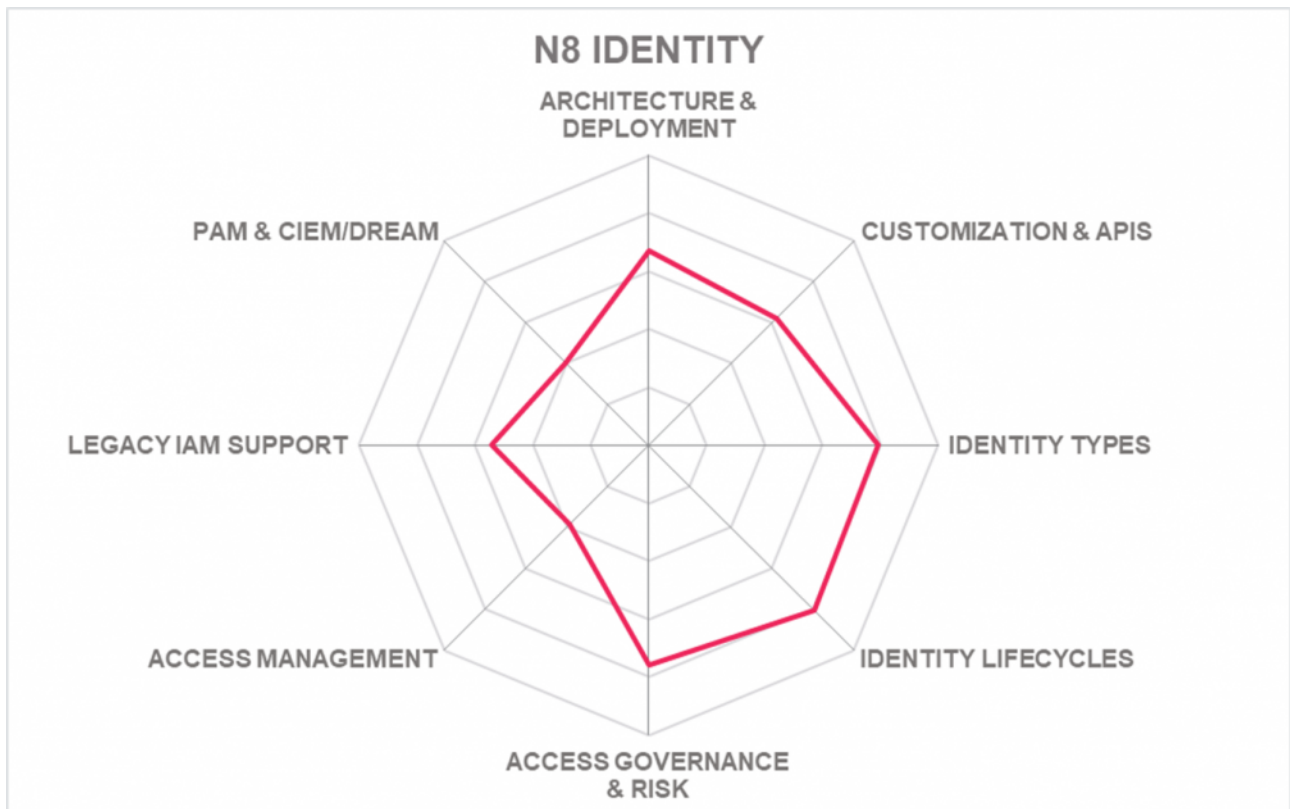 N8 IDENTITY
ARCHITECTURE &
DEPLOYMENT
PAM & CIEM/DREAM
CUSTOMIZATION & APIS
LEGACY IAM SUPPORT
IDENTITY TYPES
ACCESS MANAGEMENT
IDENTITY LIFECYCLES
ACCESS GOVERNANCE
& RISK